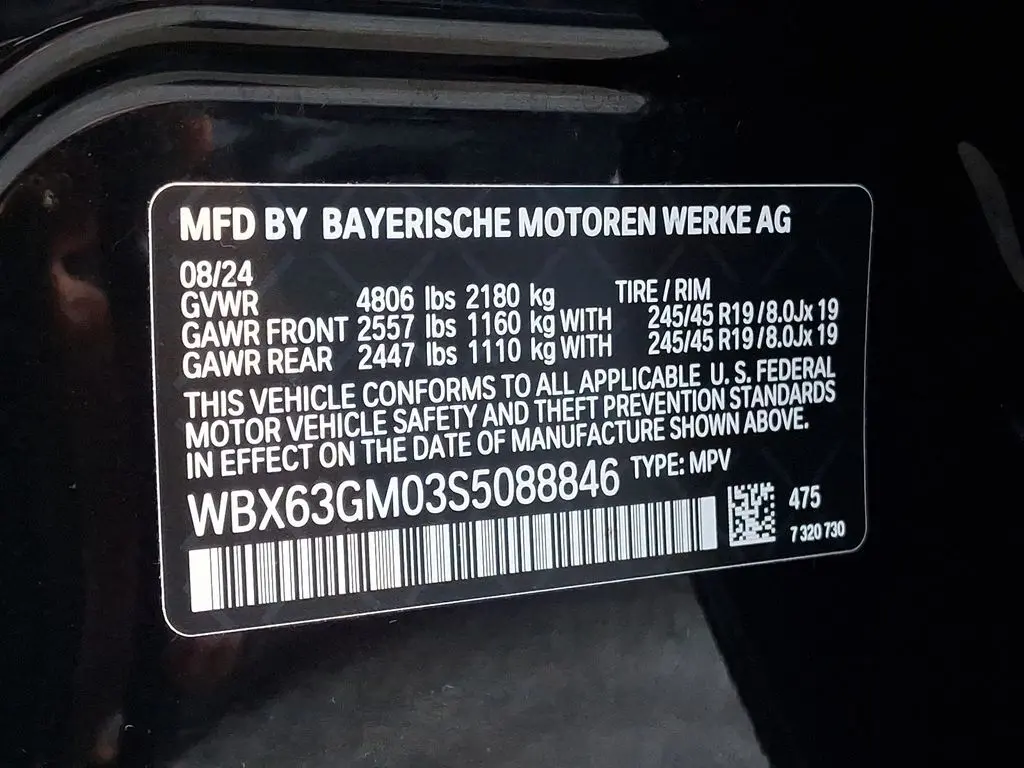 MFD BY BAYERISCHE MOTOREN WERKE AG
08/24
GVWR 4806 lbs 2180 kg TIRE / RIM
GAWR FRONT 2557 lbs 1160 kg WITH 245/45 R19 / 8.0Jx 19
GAWR REAR 2447 lbs 1110 kg WITH 245/45 R19 / 8.0Jx 19
THIS VEHICLE CONFORMS TO ALL APPLICABLE U. S. FEDERAL
MOTOR VEHICLE SAFETY AND THEFT PREVENTION STANDARDS
IN EFFECT ON THE DATE OF MANUFACTURE SHOWN ABOVE.
WBX63GM03S5088846 TYPE: MPV
475
7 320 730